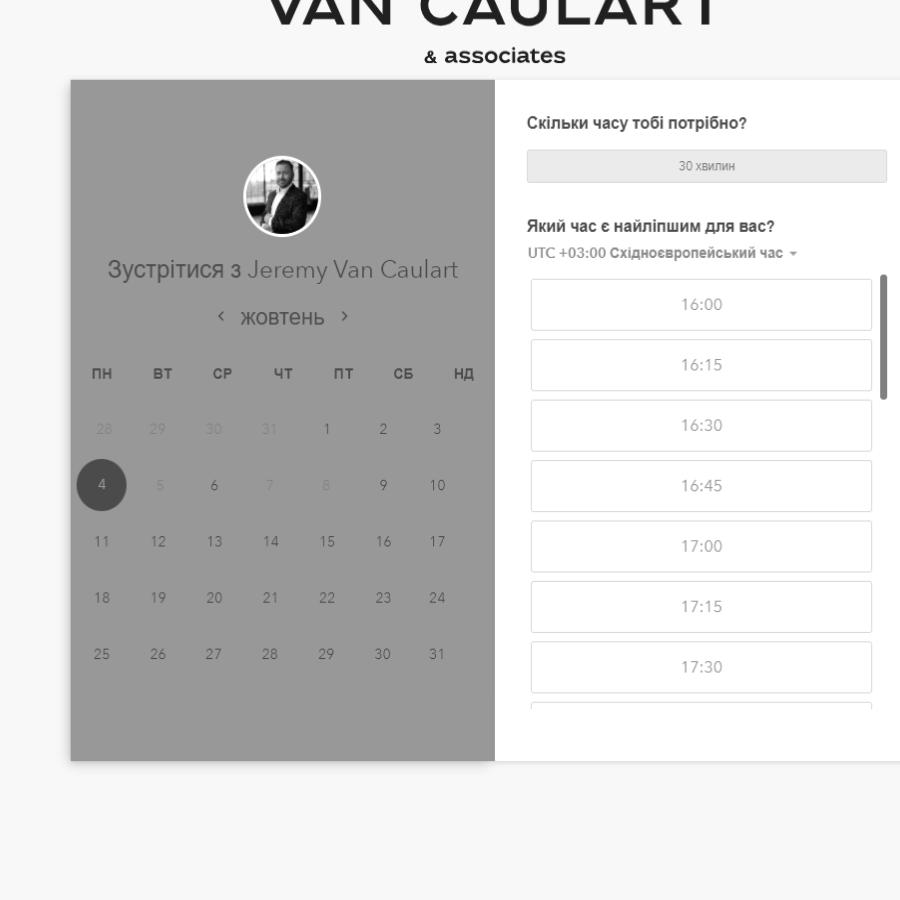 VAN CAULART
& associates
Зустрітися з Jeremy Van Caulart
жовтень
ПН ВТ СР ЧТ ПТ СБ НД
28 29 30 31 1 2 3
4 5 6 7 8 9 10
11 12 13 14 15 16 17
18 19 20 21 22 23 24
25 26 27 28 29 30 31
Скільки часу тобі потрібно?
30 хвилин
Який час є найліпшим для вас?
UTC +03:00 Східноєвропейський час
16:00
16:15
16:30
16:45
17:00
17:15
17:30